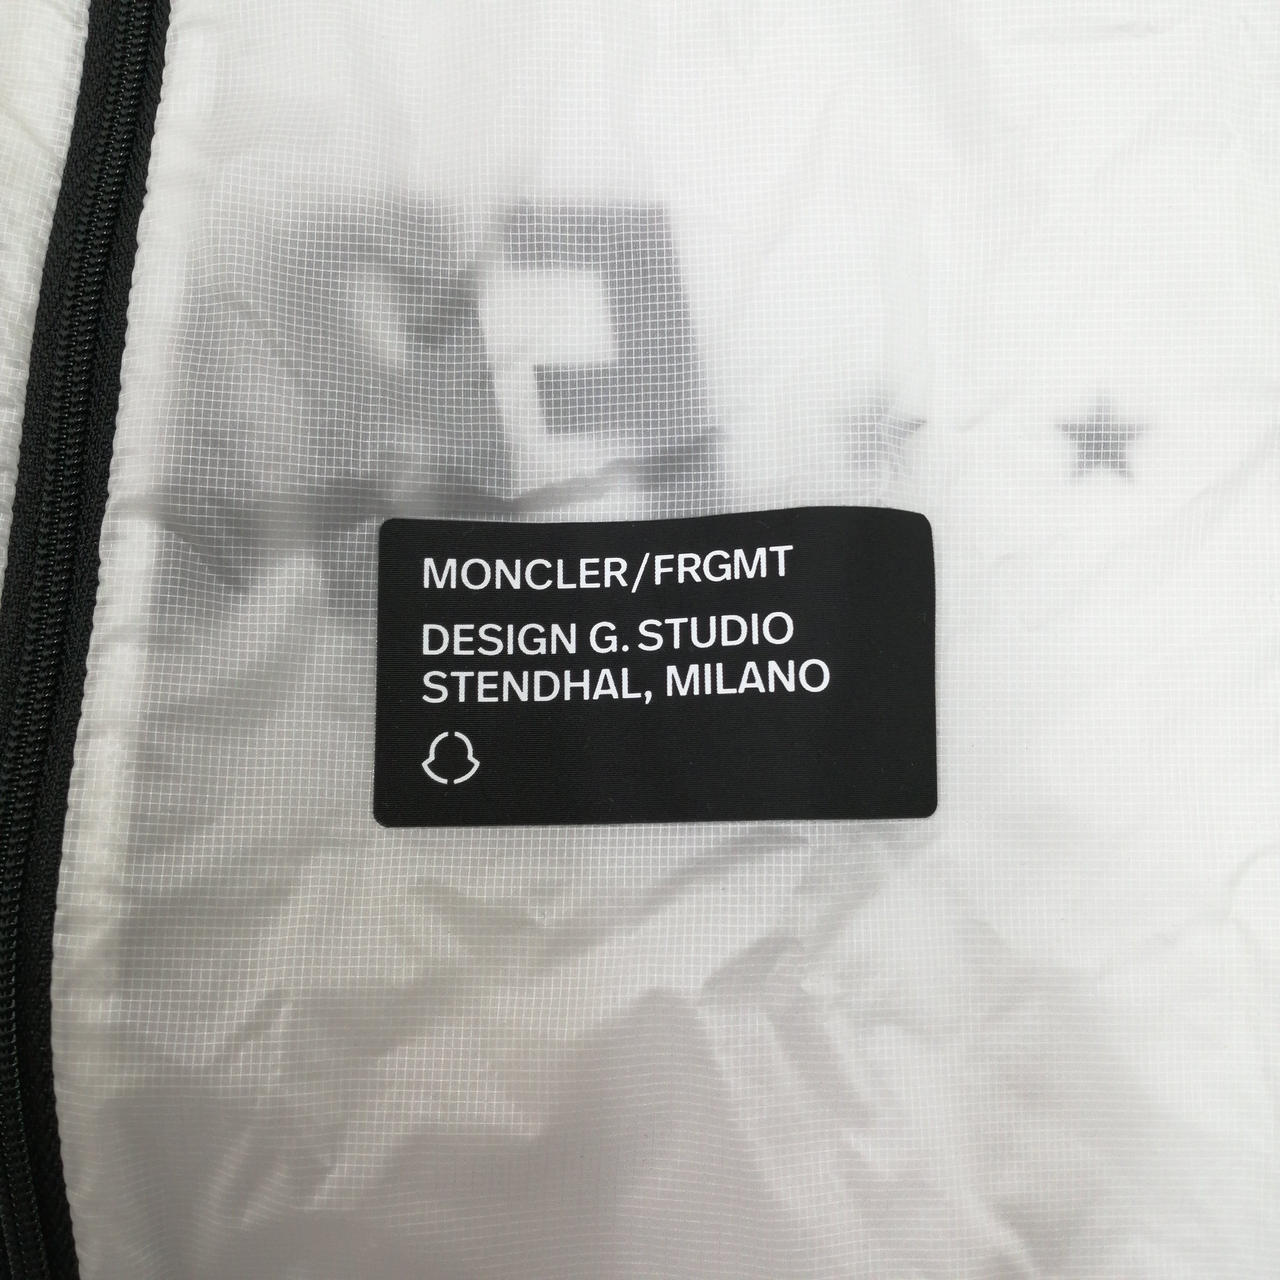 MONCLER/FRGMT
DESIGN G. STUDIO
STENDHAL, MILANO